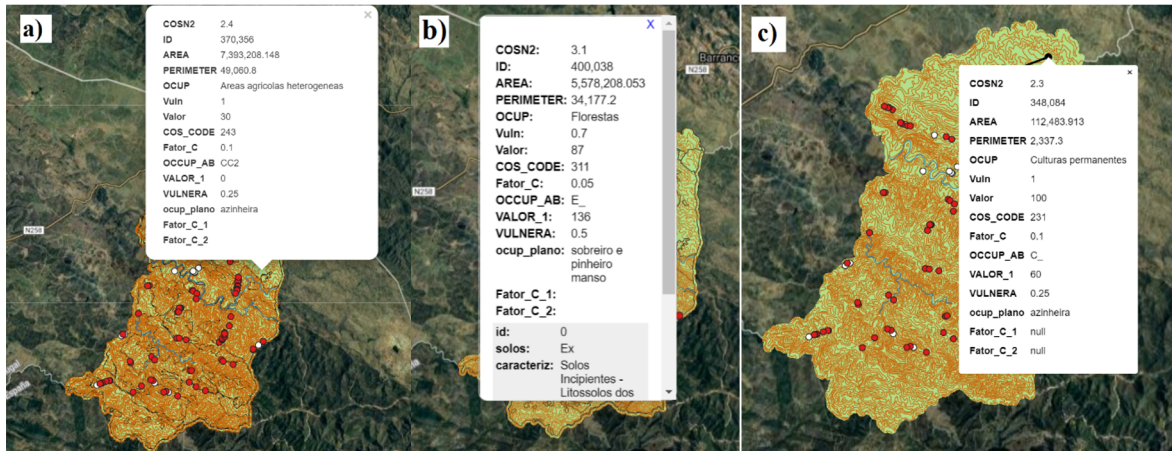 a)
COSN2 2.4
ID 370,356
AREA 7,393,208.148
PERIMETER 49,060.8
OCUP Areas agricolas heterogeneas
Vuln 1
Valor 30
COS_CODE 243
Fator_C 0.1
OCCUP_AB CC2
VALOR_1 0
VULNERA 0.25
ocup_plano azinheira
Fator_C_1
Fator_C_2
N258
España
b)
X
COSN2: 3.1
ID: 400,038
AREA: 5,578,208.053
PERIMETER: 34,177.2
OCUP: Florestas
Vuln: 0.7
Valor: 87
COS_CODE: 311
Fator_C: 0.05
OCCUP_AB: E_
VALOR_1: 136
VULNERA: 0.5
ocup_plano: sobreiro e
pinheiro
manso
Fator_C_1:
Fator_C_2:
id: 0
solos: Ex
caracteriz: Solos
Incipientes -
Litossolos dos
Barranc
N258
N258
España
c)
COSN2 2.3
ID 348,084
AREA 112,483.913
PERIMETER 2,337.3
OCUP Culturas permanentes
Vuln 1
Valor 100
COS_CODE 231
Fator_C 0.1
OCCUP_AB C_
VALOR_1 60
VULNERA 0.25
ocup_plano azinheira
Fator_C_1 null
Fator_C_2 null
España